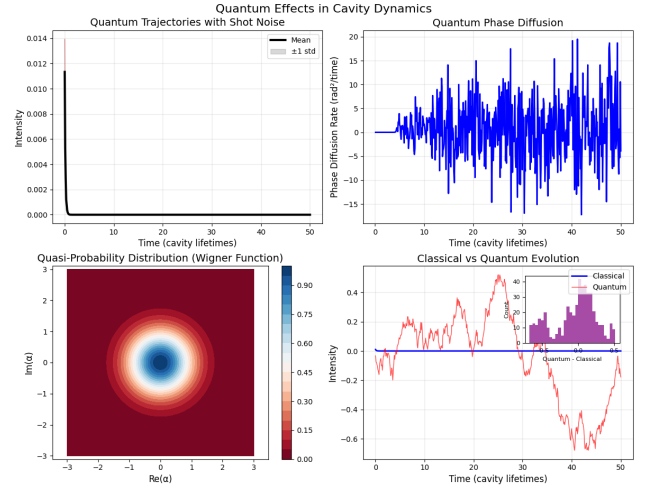 Quantum Effects in Cavity Dynamics
Quantum Trajectories with Shot Noise
Intensity
0.014
0.012
0.010
0.008
0.006
0.004
0.002
0.000
Mean
±1 std
0 10 20 30 40 50
Time (cavity lifetimes)
Quantum Phase Diffusion
Phase Diffusion Rate (rad²/time)
20
15
10
5
0
−5
−10
−15
0 10 20 30 40 50
Time (cavity lifetimes)
Quasi-Probability Distribution (Wigner Function)
Im(α)
3
2
1
0
−1
−2
−3
−3 −2 −1 0 1 2 3
Re(α)
0.90
0.75
0.60
0.45
0.30
0.15
0.00
Classical vs Quantum Evolution
Intensity
0.4
0.2
0.0
−0.2
−0.4
−0.6
0 10 20 30 40 50
Time (cavity lifetimes)
Classical
Quantum
Count
40
30
20
10
0
−0.5 0.0 0.5
Quantum - Classical